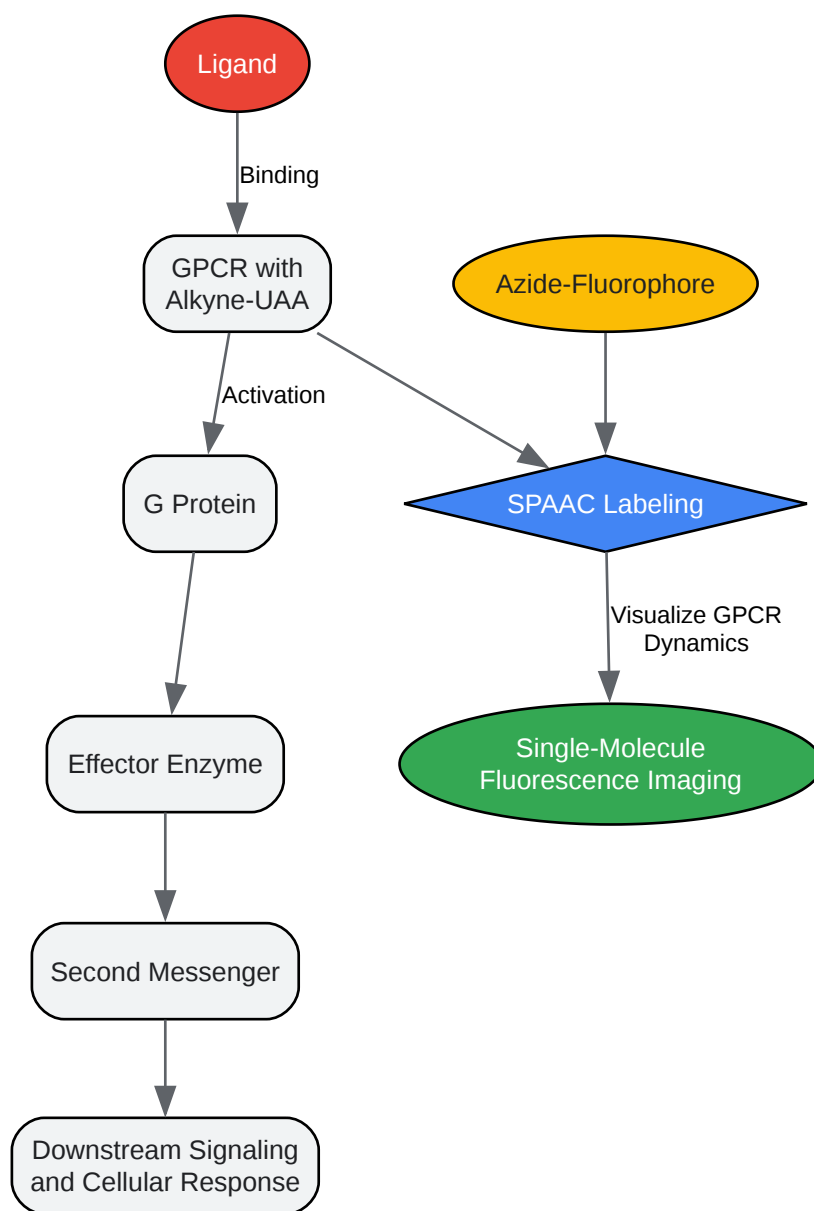 Ligand
Binding
GPCR with
Alkyne-UAA
Azide-Fluorophore
Activation
G Protein
SPAAC Labeling
Visualize GPCR
Dynamics
Effector Enzyme
Single-Molecule
Fluorescence Imaging
Second Messenger
Downstream Signaling
and Cellular Response